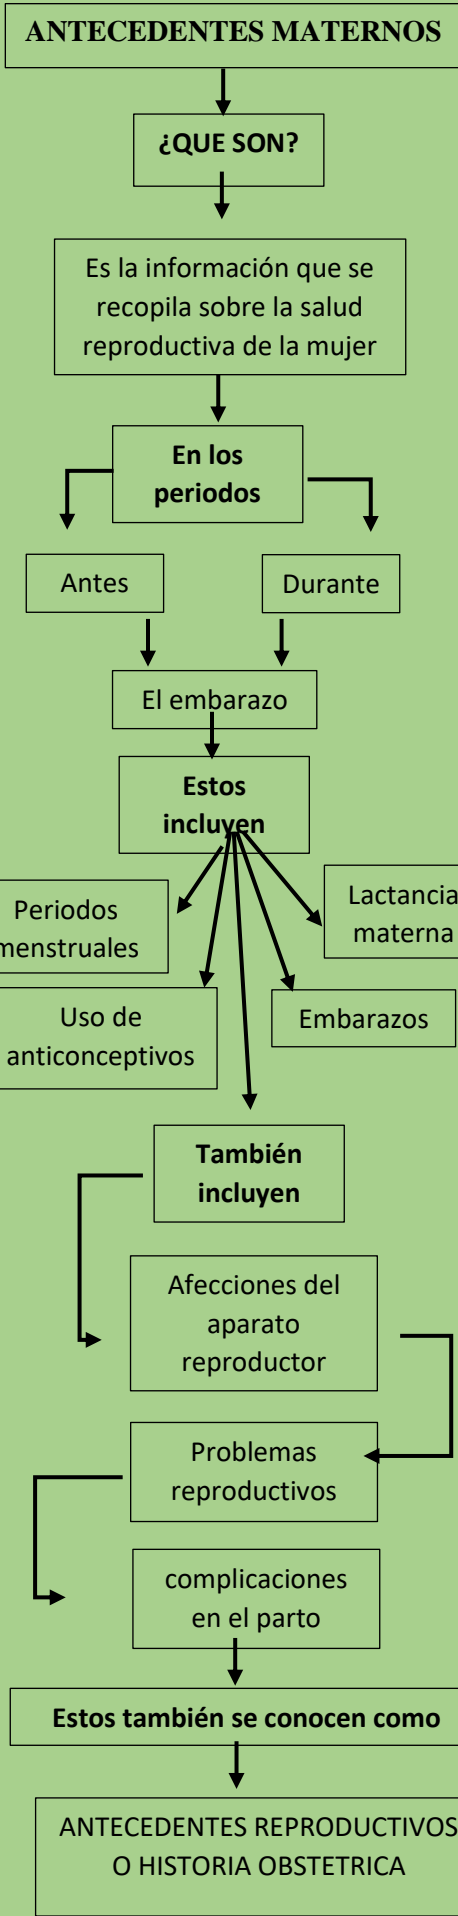 ANTECEDENTES MATERNOS
¿QUE SON?
Es la información que se
recopila sobre la salud
reproductiva de la mujer
En los
periodos
Antes
Durante
El embarazo
Estos
incluyen
Periodos
menstruales
Lactancia
materna
Uso de
anticonceptivos
Embarazos
También
incluyen
Afecciones del
aparato
reproductor
Problemas
reproductivos
complicaciones
en el parto
Estos también se conocen como
ANTECEDENTES REPRODUCTIVOS
O HISTORIA OBSTETRICA